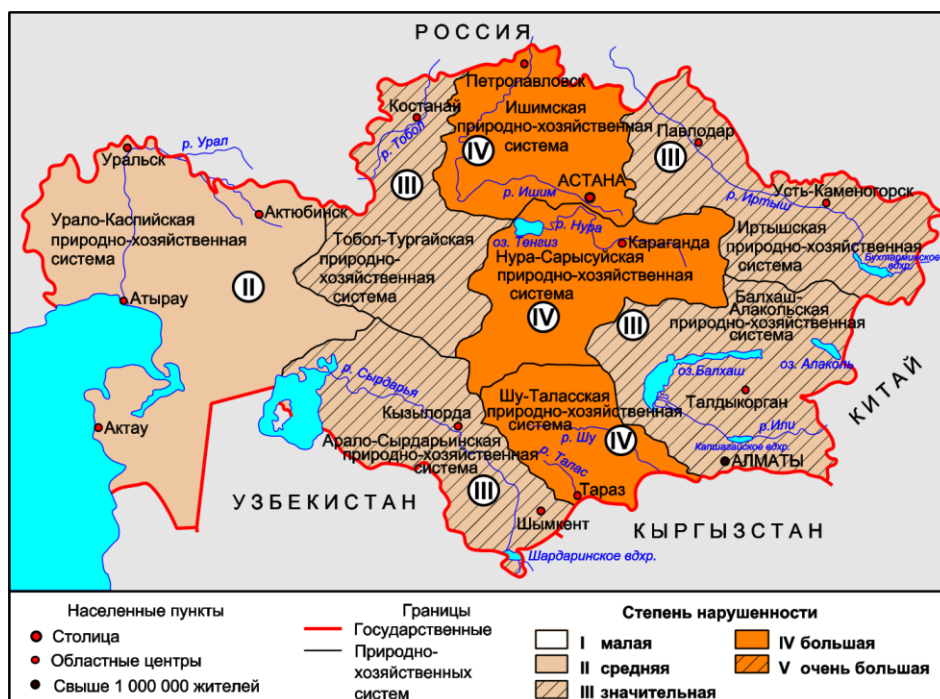 РОССИЯ
Петропавловск
Костанай
р. Тобол
Ишимская
природно-хозяйственная
система
IV
Павлодар
III
р. Урал
Уральск
III
р. Ишим
АСТАНА
р. Иртыш
Усть-Каменогорск
Актюбинск
Урало-Каспийская
природно-хозяйственная
система
Тобол-Тургайская
природно-
хозяйственная
система
р. Нура
оз. Тенгиз
Караганда
Нура-Сарысуйская
природно-хозяйственная
система
Иртышская
природно-хозяйственная
система
Бухтарминское
вдхр.
II
Атырау
IV
III
Балхаш-
Алакольская
природно-хозяйственная
система
оз.Балхаш
оз. Алаколь
КИТАЙ
р. Сырдарья
Шу-Таласская
природно-хозяйственная
система
Талдыкорган
Актау
Кызылорда
Арало-Сырдарьинская
природно-хозяйственная
система
р. Шу
IV
р.Или
Капшагайское вдхр.
АЛМАТЫ
р. Талас
УЗБЕКИСТАН
III
Тараз
Шымкент
КЫРГЫЗСТАН
Шардаринское вдхр.
Населенные пункты
Столица
Областные центры
Свыше 1 000 000 жителей
Границы
Государственные
Природно-
хозяйственных
систем
Степень нарушенности
I малая
II средняя
III значительная
IV большая
V очень большая